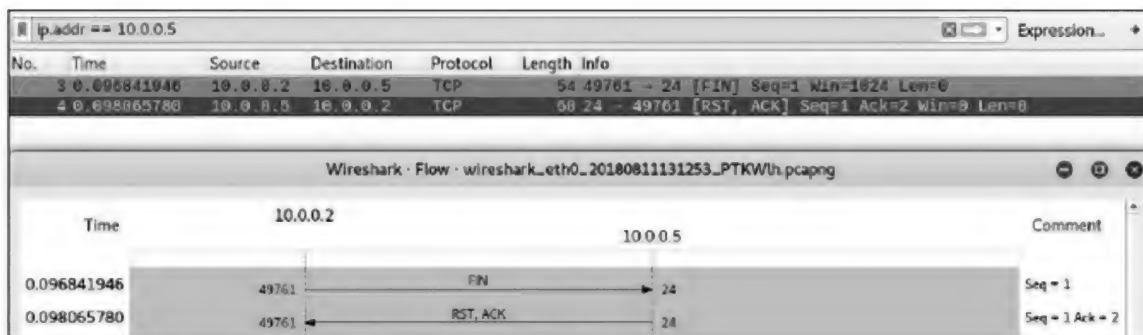 ip.addr == 10.0.0.5 Expression...
No. Time Source Destination Protocol Length Info
3 0.096841946 10.0.0.2 10.0.0.5 TCP 54 49761 → 24 [FIN] Seq=1 Win=1024 Len=0
4 0.098065780 10.0.0.5 10.0.0.2 TCP 60 24 → 49761 [RST, ACK] Seq=1 Ack=2 Win=0 Len=0
Wireshark · Flow · wireshark_eth0_20180811131253_PTKWlh.pcapng
Time 10.0.0.2 10.0.0.5 Comment
0.096841946 49761 FIN 24 Seq = 1
0.098065780 49761 RST, ACK 24 Seq = 1 Ack = 2